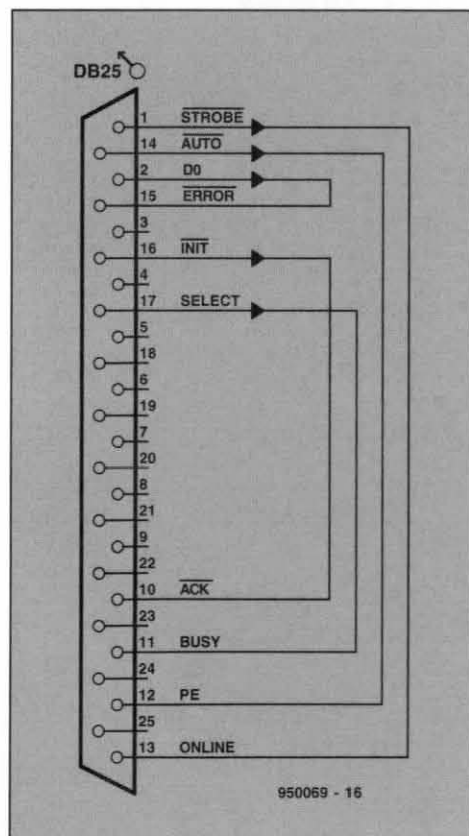 DB25
1 STROBE
14 AUTO
2 D0
15 ERROR
3
16 INIT
4
17 SELECT
5
18
6
19
7
20
8
21
9
22
10 ACK
23
11 BUSY
24
12 PE
25
13 ONLINE
950069 - 16